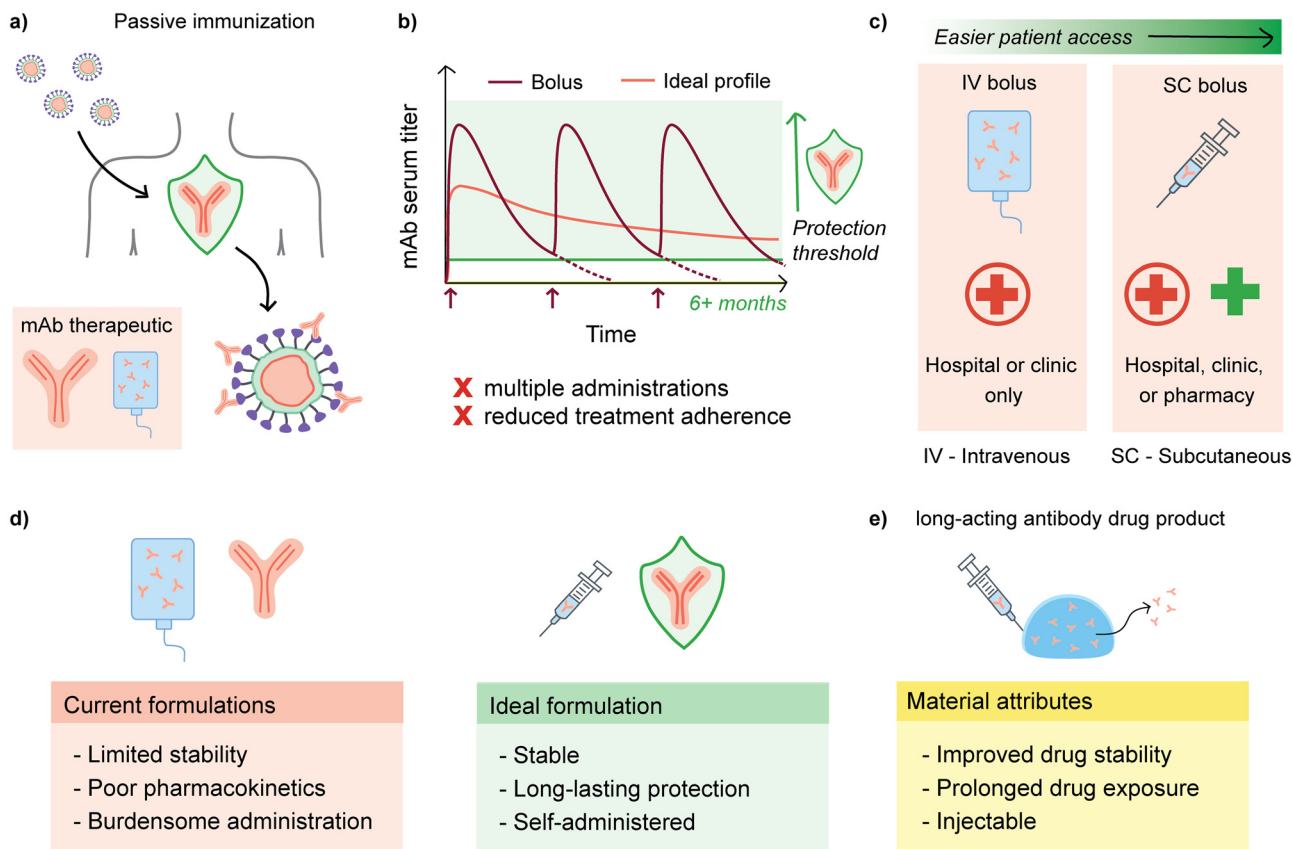 a)
Passive immunization
mAb therapeutic
b)
Bolus
Ideal profile
mAb serum titer
Protection
threshold
6+ months
Time
X multiple administrations
X reduced treatment adherence
c)
Easier patient access
IV bolus
Hospital or clinic
only
IV - Intravenous
SC bolus
Hospital, clinic,
or pharmacy
SC - Subcutaneous
d)
Current formulations
- Limited stability
- Poor pharmacokinetics
- Burdensome administration
Ideal formulation
- Stable
- Long-lasting protection
- Self-administered
e)
long-acting antibody drug product
Material attributes
- Improved drug stability
- Prolonged drug exposure
- Injectable